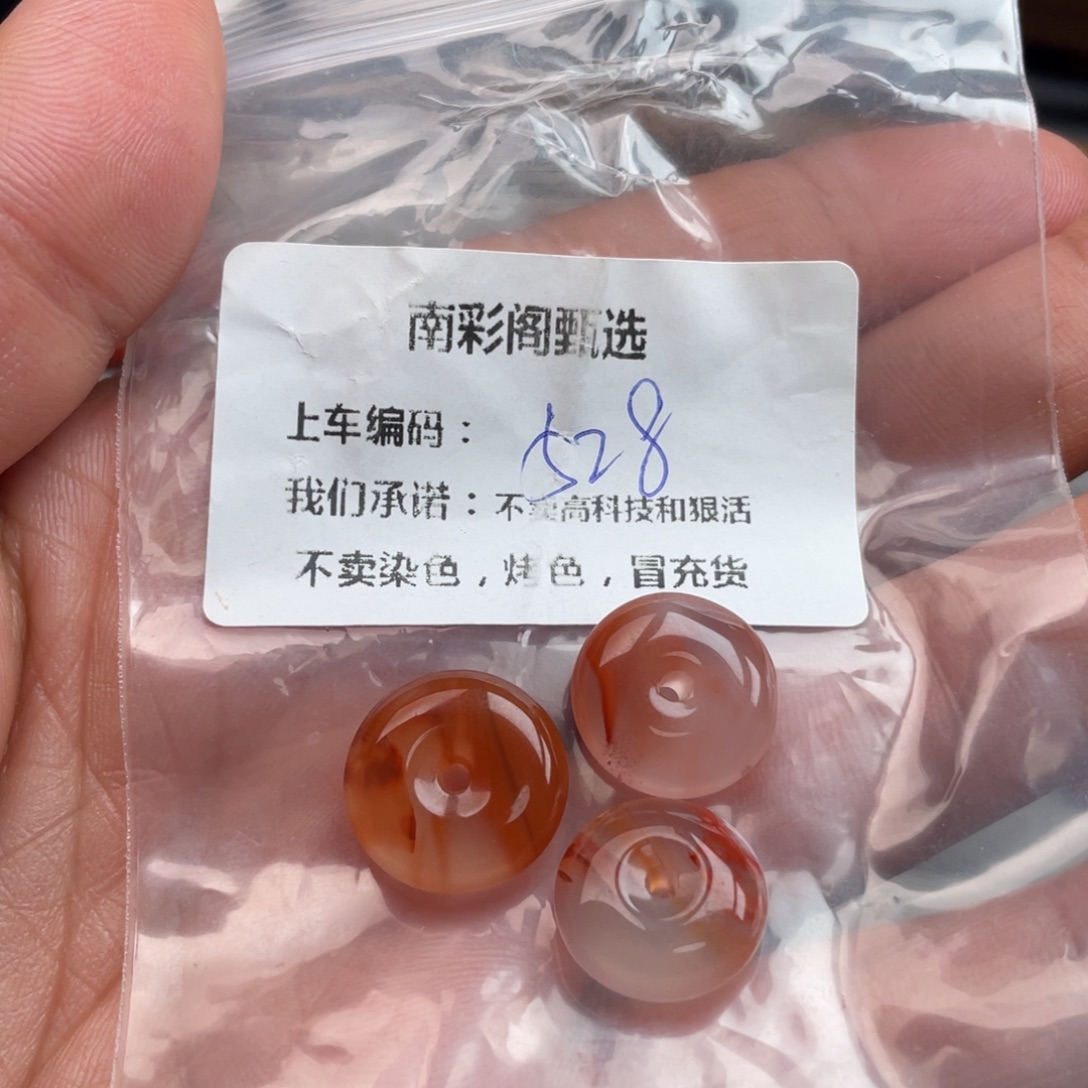 南彩阁甄选
上车编码：528
我们承诺：不卖高科技和狠活
不卖染色，烤色，冒充货